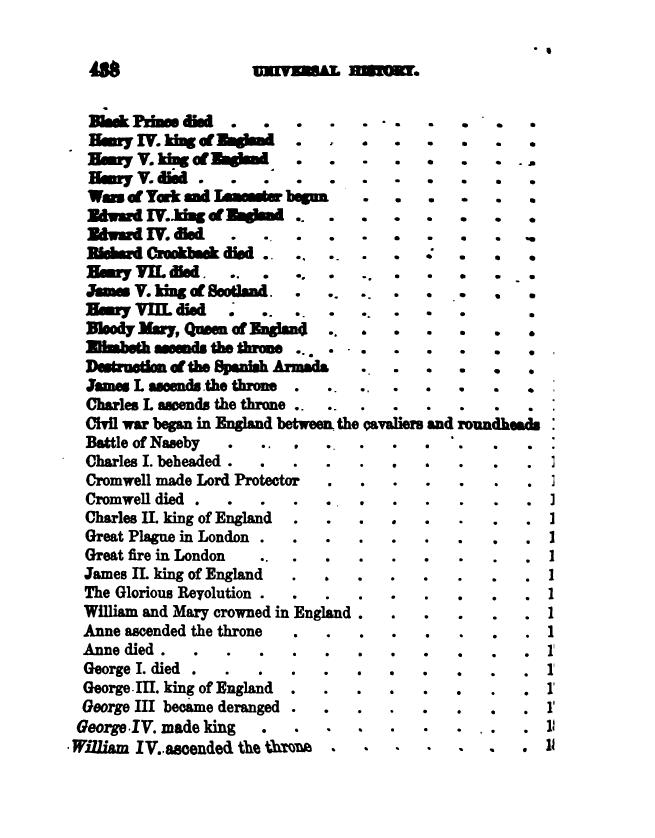 438 UNIVERSAL HISTORY.
Black Prince died . . . . . . . . . .
Henry IV. king of England . . . . . . . .
Henry V. king of England . . . . . . . .
Henry V. died . . . . . . . . . . .
Wars of York and Lancaster begun . . . . . .
Edward IV. king of England . . . . . . . .
Edward IV. died . . . . . . . . . .
Richard Crookback died . . . . . . . . .
Henry VII. died . . . . . . . . . . .
James V. king of Scotland . . . . . . . .
Henry VIII. died . . . . . . . . . .
Bloody Mary, Queen of England . . . . . . .
Elizabeth ascends the throne . . . . . . . .
Destruction of the Spanish Armada . . . . . .
James I. ascends the throne . . . . . . . .
Charles I. ascends the throne . . . . . . . .
Civil war began in England between the cavaliers and roundheads
Battle of Naseby . . . . . . . . . .
Charles I. beheaded . . . . . . . . . . 1
Cromwell made Lord Protector . . . . . . . 1
Cromwell died . . . . . . . . . . . 1
Charles II. king of England . . . . . . . . 1
Great Plague in London . . . . . . . . . 1
Great fire in London . . . . . . . . . 1
James II. king of England . . . . . . . . 1
The Glorious Revolution . . . . . . . . . 1
William and Mary crowned in England . . . . . . 1
Anne ascended the throne . . . . . . . . 1
Anne died . . . . . . . . . . . . 1
George I. died . . . . . . . . . . . 1
George III. king of England . . . . . . . . 1
George III became deranged . . . . . . . . 1
George IV. made king . . . . . . . . . 18
William IV. ascended the throne . . . . . . . 18